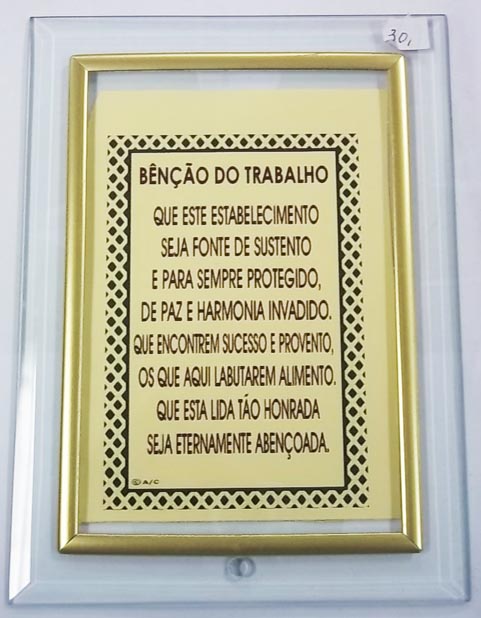 30,
BÊNÇÃO DO TRABALHO
QUE ESTE ESTABELECIMENTO
SEJA FONTE DE SUSTENTO
E PARA SEMPRE PROTEGIDO,
DE PAZ E HARMONIA INVADIDO.
QUE ENCONTREM SUCESSO E PROVENTO,
OS QUE AQUI LABUTAREM ALIMENTO.
QUE ESTA LIDA TÃO HONRADA
SEJA ETERNAMENTE ABENÇOADA.
© A/C